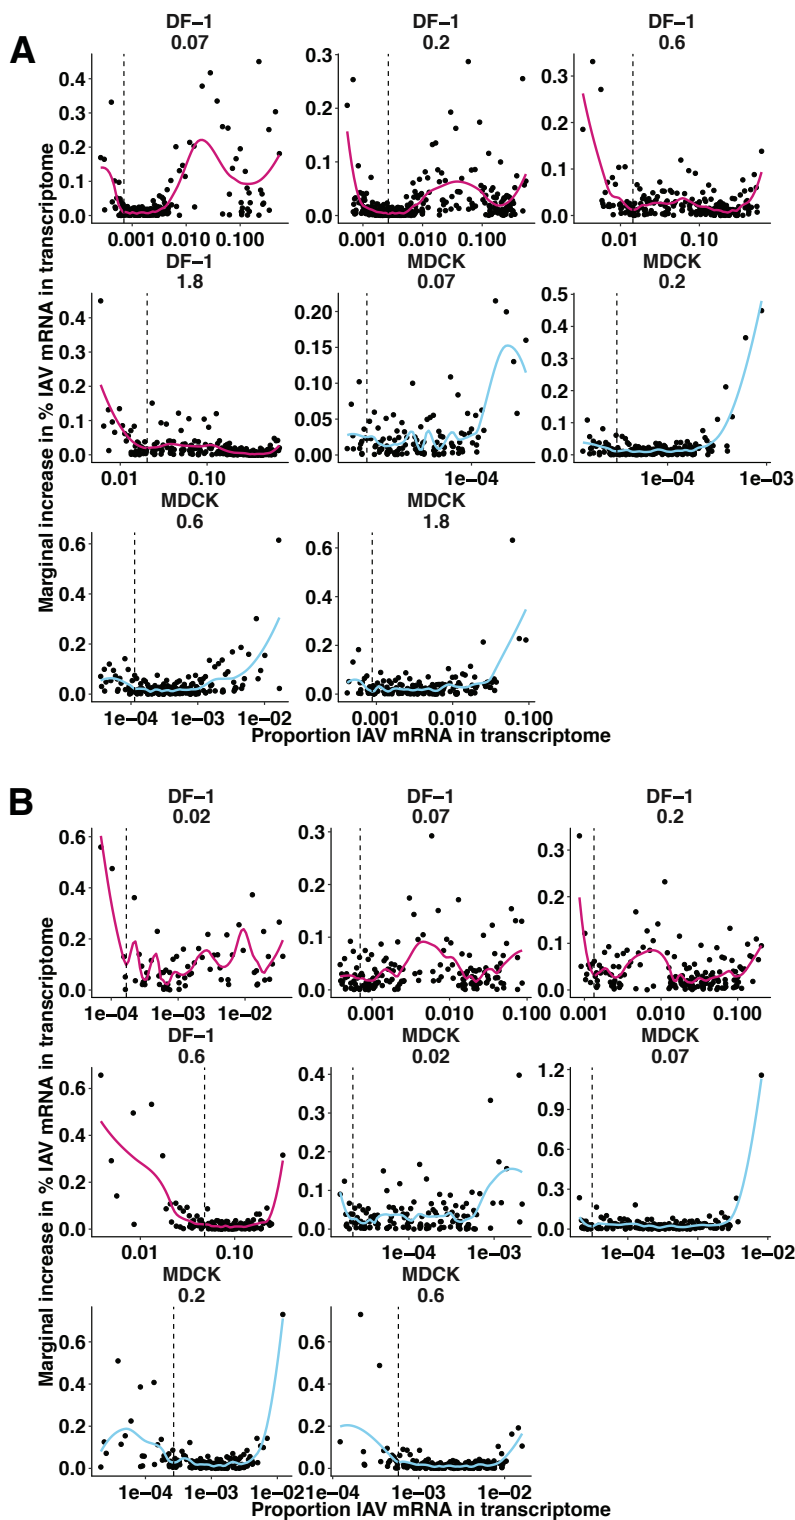 A
DF−1 DF−1 DF−1
0.07 0.2 0.6
0.4 0.3 0.2 0.1 0.0
0.001 0.010 0.100
0.3 0.2 0.1 0.0
0.001 0.010 0.100
0.3 0.2 0.1 0.0
0.01 0.10
DF−1 MDCK MDCK
1.8 0.07 0.2
0.4 0.3 0.2 0.1 0.0
0.01 0.10
0.20 0.15 0.10 0.05 0.00
1e−04
0.5 0.4 0.3 0.2 0.1 0.0
1e−04 1e−03
MDCK MDCK
0.6 1.8
0.6 0.4 0.2 0.0
1e−04 1e−03 1e−02
0.6 0.4 0.2 0.0
0.001 0.010 0.100
Marginal increase in % IAV mRNA in transcriptome
Proportion IAV mRNA in transcriptome
B
DF−1 DF−1 DF−1
0.02 0.07 0.2
0.6 0.4 0.2 0.0
1e−04 1e−03 1e−02
0.3 0.2 0.1 0.0
0.001 0.010 0.100
0.3 0.2 0.1 0.0
0.001 0.010 0.100
DF−1 MDCK MDCK
0.6 0.02 0.07
0.6 0.4 0.2 0.0
0.01 0.10
0.4 0.3 0.2 0.1 0.0
1e−04 1e−03
1.2 0.9 0.6 0.3 0.0
1e−04 1e−03 1e−02
MDCK MDCK
0.2 0.6
0.6 0.4 0.2 0.0
1e−04 1e−03 1e−02
0.6 0.4 0.2 0.0
1e−04 1e−03 1e−02
Marginal increase in % IAV mRNA in transcriptome
Proportion IAV mRNA in transcriptome